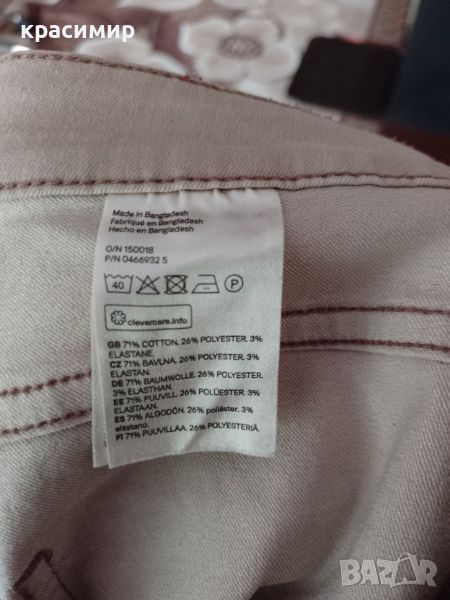 красимир
Made in Bangladesh
Fabriqué en Bangladesh
Hecho en Bangladesh
O/N 150018
P/N 0466932 5
40
P
clevercare.info
GB 71% COTTON. 26% POLYESTER. 3%
ELASTANE.
CZ 71% BAVLNA. 26% POLYESTER. 3%
ELASTAN.
DE 71% BAUMWOLLE. 26% POLYESTER.
3% ELASTHAN.
EE 71% PUUVILL. 26% POLÜESTER. 3%
ELASTAAN.
ES 71% ALGODÓN. 26% poliéster. 3%
elastano.
FI 71% PUUVILLAA. 26% POLYESTERIÄ.
BAZAR